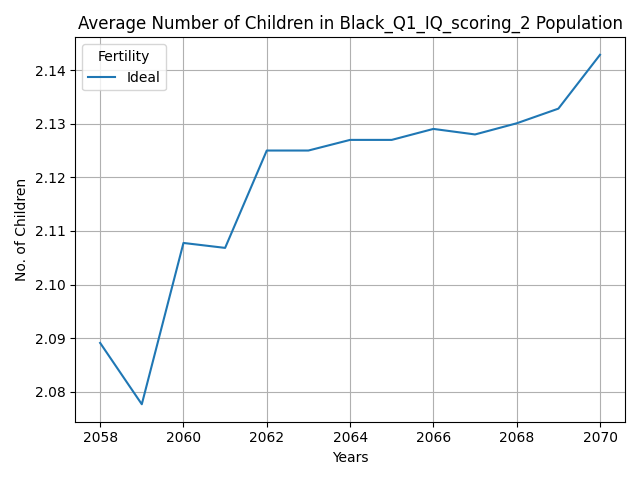 Average Number of Children in Black_Q1_IQ_scoring_2 Population
Fertility
Ideal
No. of Children
2.14
2.13
2.12
2.11
2.10
2.09
2.08
2058
2060
2062
2064
2066
2068
2070
Years